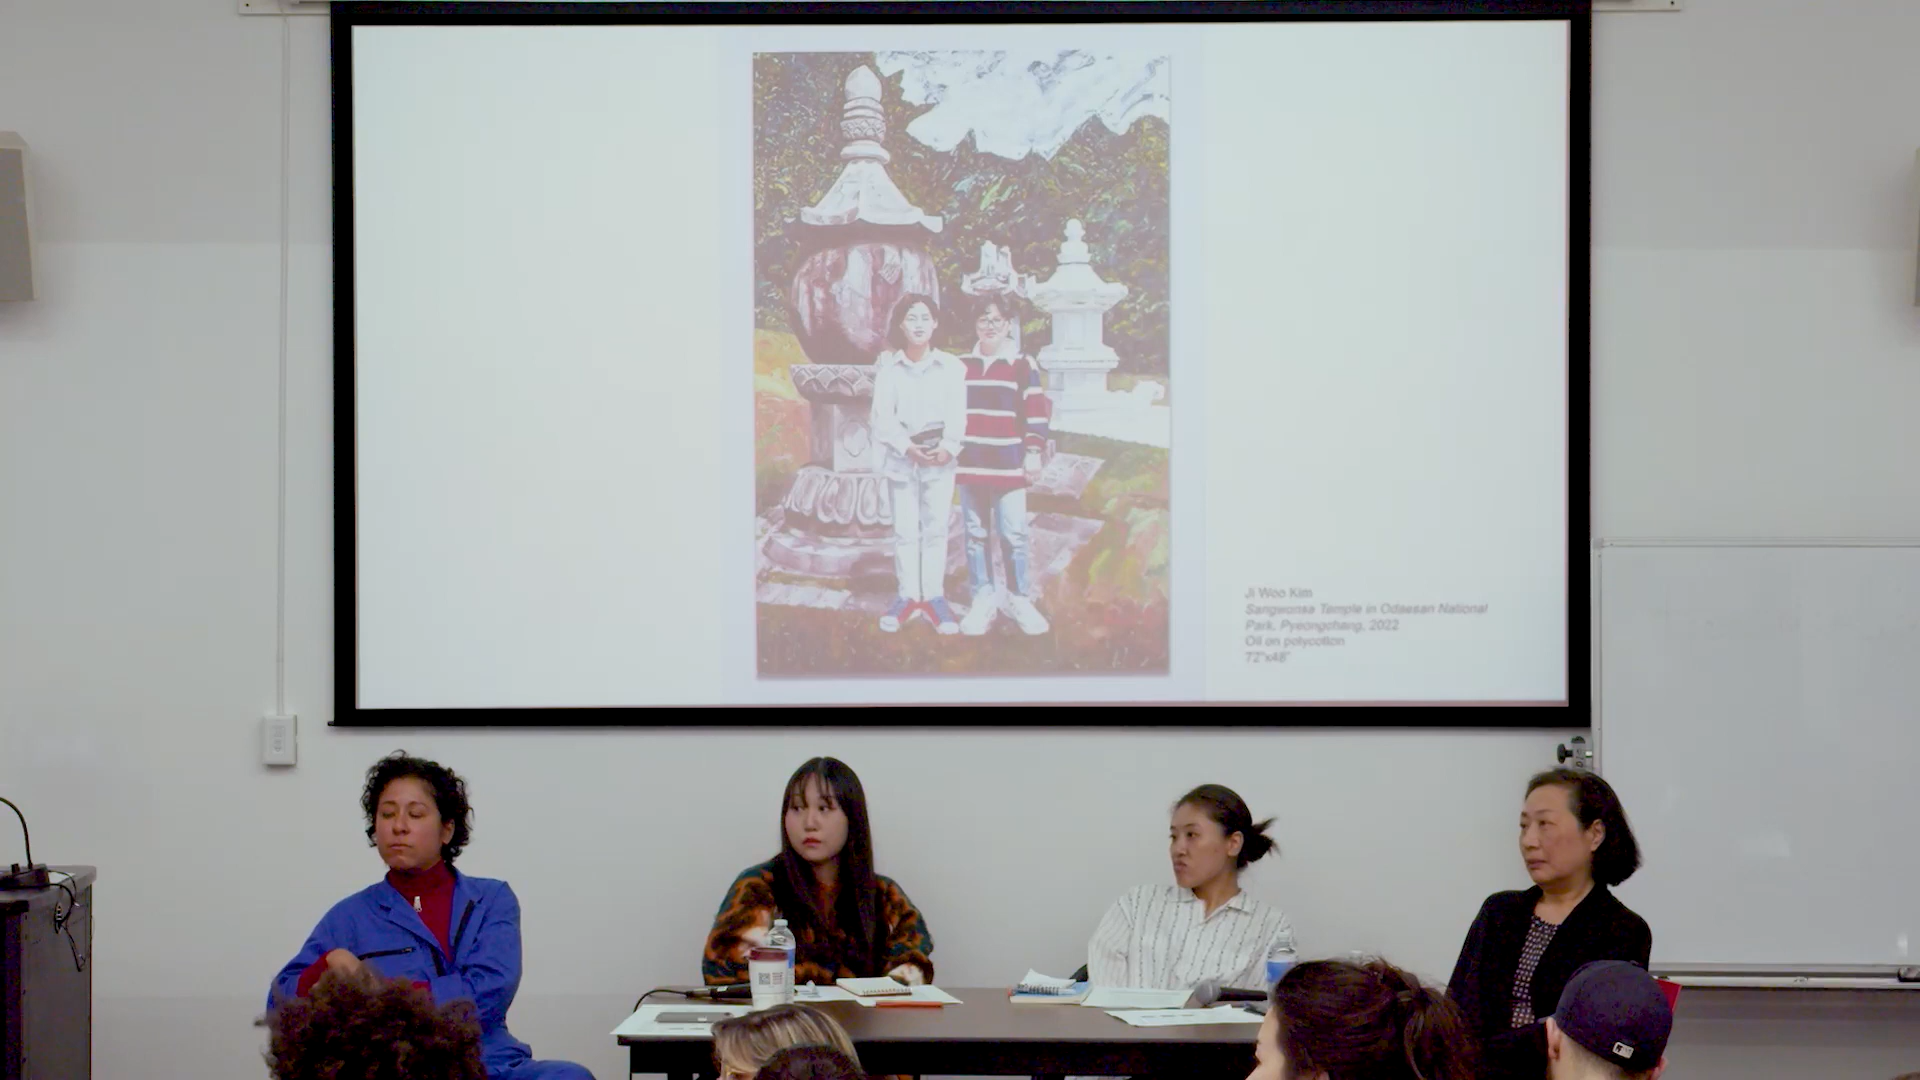 Ji Woo Kim
Sangwonsa Temple in Odaesan National
Park, Pyeongchang, 2022
Oil on polycotton
72"x48"